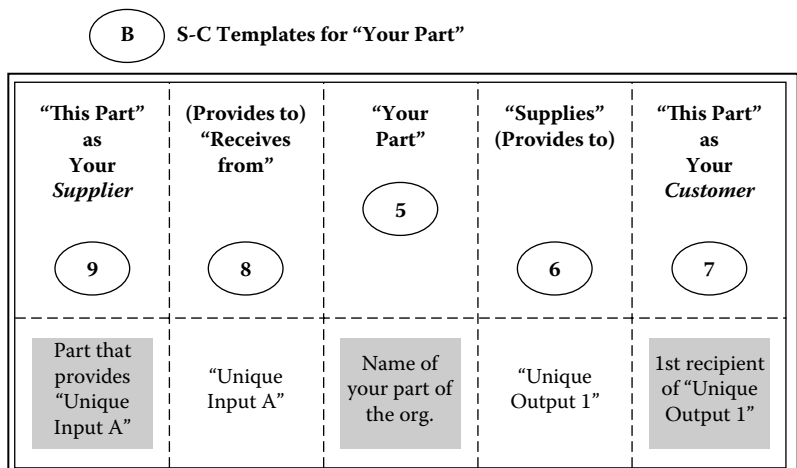 B S-C Templates for “Your Part”
“This Part”
as
Your
Supplier
9
(Provides to)
“Receives
from”
8
“Your
Part”
5
“Supplies”
(Provides to)
6
“This Part”
as
Your
Customer
7
Part that
provides
“Unique
Input A”
“Unique
Input A”
Name of
your part of
the org.
“Unique
Output 1”
1st recipient
of “Unique
Output 1”